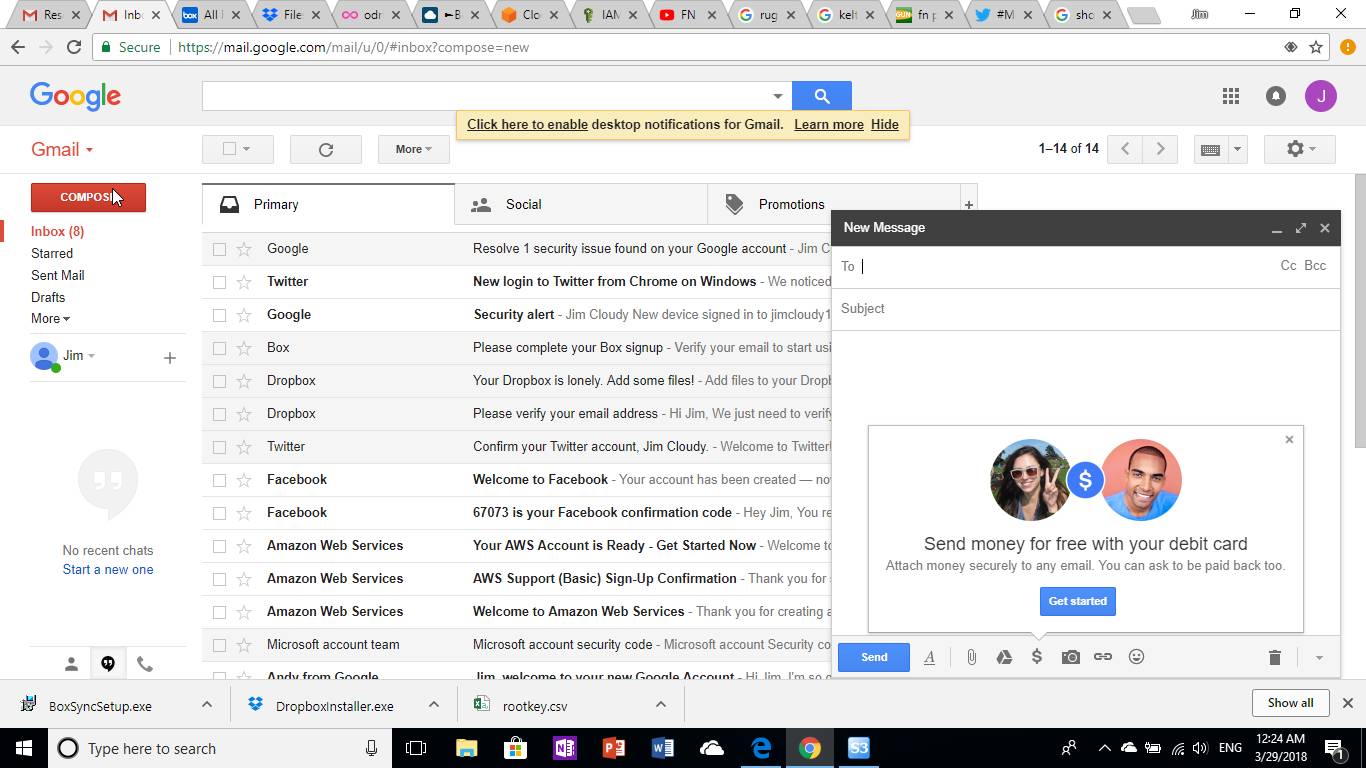 Res
Inbo
All
File
odr
►B
Clo
IAM
FN
rug
kelt
fn p
#M
sho
Jim
Secure https://mail.google.com/mail/u/0/#inbox?compose=new
Google
J
Click here to enable desktop notifications for Gmail. Learn more Hide
Gmail
More
1–14 of 14
COMPOS
Inbox (8)
Starred
Sent Mail
Drafts
More
Jim
No recent chats
Start a new one
Primary
Social
Promotions
Google Resolve 1 security issue found on your Google account - Jim C
Twitter New login to Twitter from Chrome on Windows - We noticed
Google Security alert - Jim Cloudy New device signed in to jimcloudy1
Box Please complete your Box signup - Verify your email to start usi
Dropbox Your Dropbox is lonely. Add some files! - Add files to your Dropb
Dropbox Please verify your email address - Hi Jim, We just need to verify
Twitter Confirm your Twitter account, Jim Cloudy. - Welcome to Twitter!
Facebook Welcome to Facebook - Your account has been created — nov
Facebook 67073 is your Facebook confirmation code - Hey Jim, You re
Amazon Web Services Your AWS Account is Ready - Get Started Now - Welcome to
Amazon Web Services AWS Support (Basic) Sign-Up Confirmation - Thank you for
Amazon Web Services Welcome to Amazon Web Services - Thank you for creating a
Microsoft account team Microsoft account security code - Microsoft account Security co
Andy from Google Jim, welcome to your new Google Account - Hi Jim, I'm so
New Message
To Cc Bcc
Subject
$
Send money for free with your debit card
Attach money securely to any email. You can ask to be paid back too.
Get started
Send
BoxSyncSetup.exe
DropboxInstaller.exe
rootkey.csv
Show all
Type here to search
S3
ENG
12:24 AM
3/29/2018
1